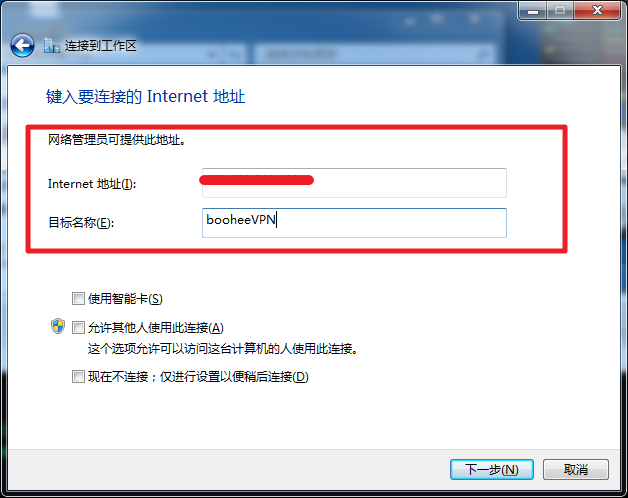 连接到工作区
键入要连接的 Internet 地址
网络管理员可提供此地址。
Internet 地址(I):
目标名称(E):
booheeVPN
使用智能卡(S)
允许其他人使用此连接(A)
这个选项允许可以访问这台计算机的人使用此连接。
现在不连接；仅进行设置以便稍后连接(D)
下一步(N)
取消